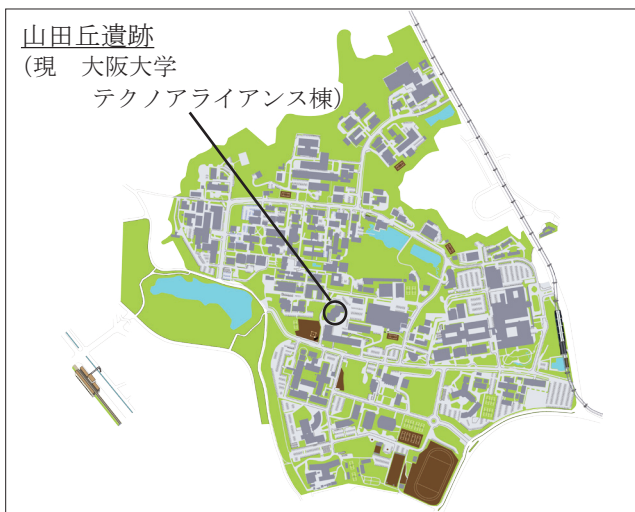 山田丘遺跡
（現　大阪大学
テクノアライアンス棟）